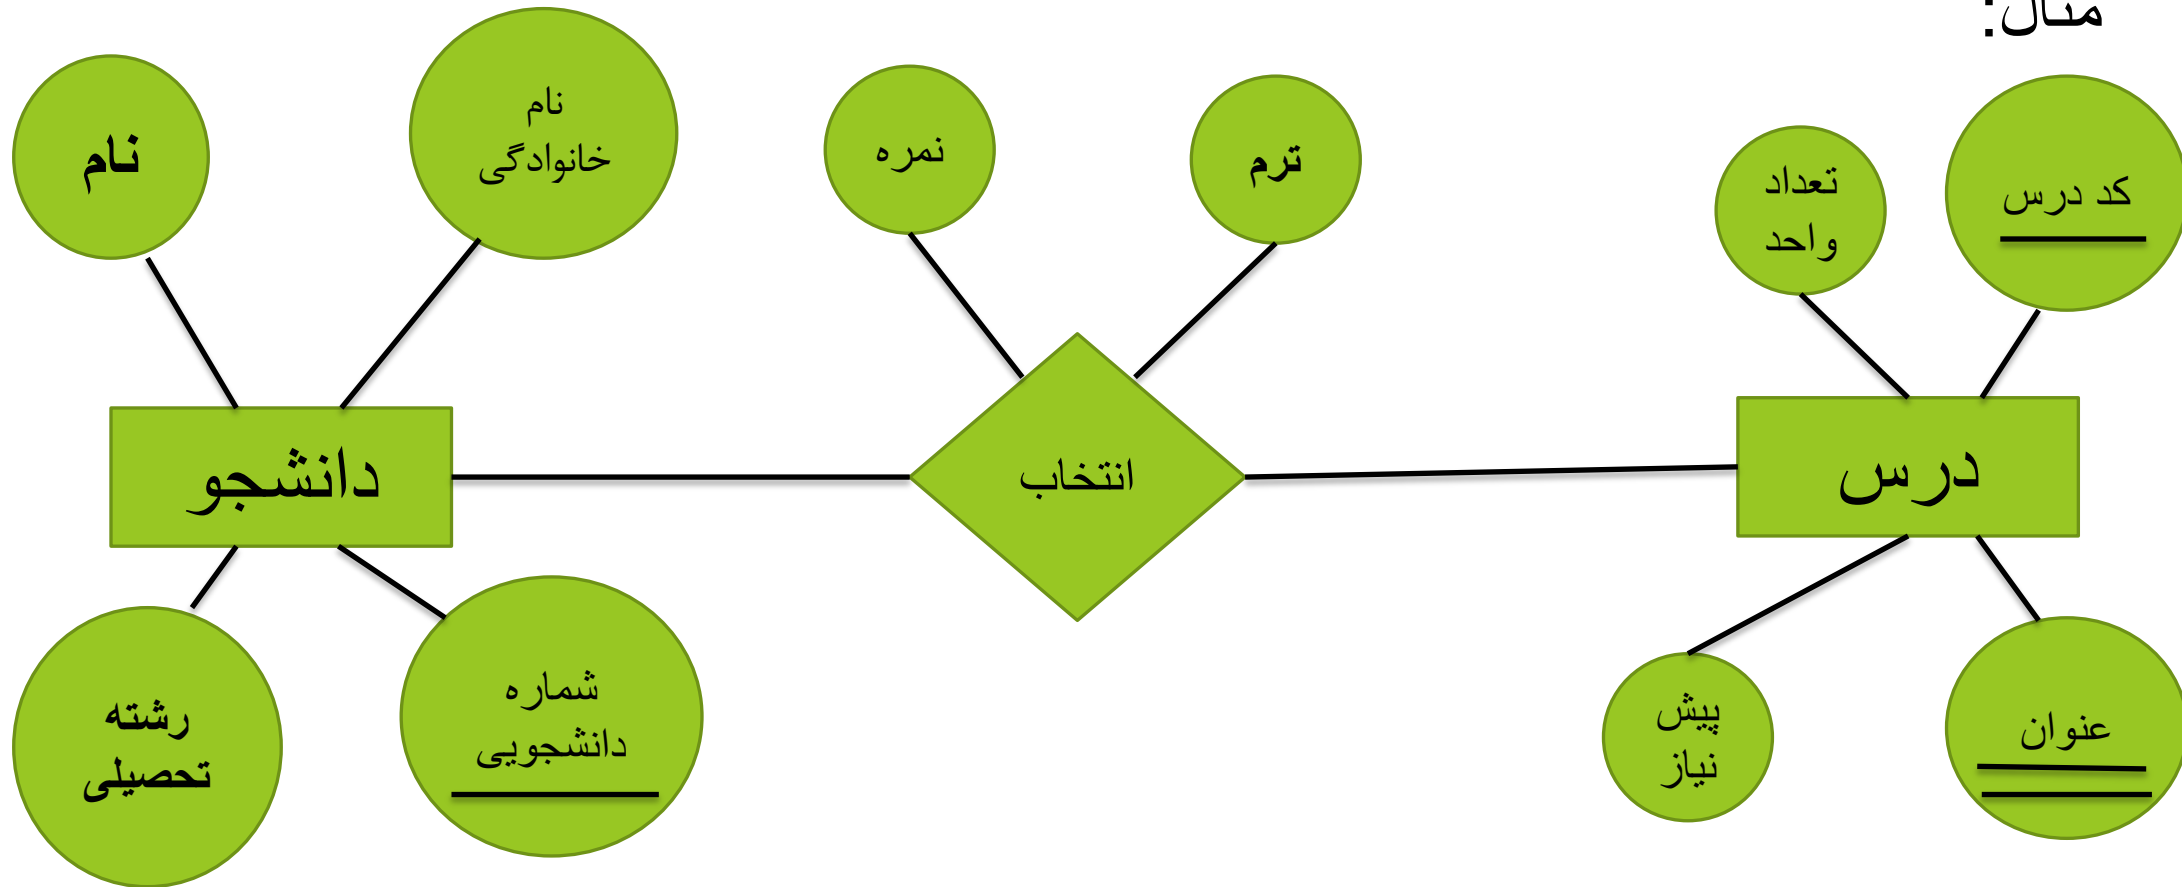 مثال:
نام
نام
خانوادگی
نمره
ترم
تعداد
واحد
کد درس
دانشجو
انتخاب
درس
رشته
تحصیلی
شماره
دانشجویی
پیش
نیاز
عنوان